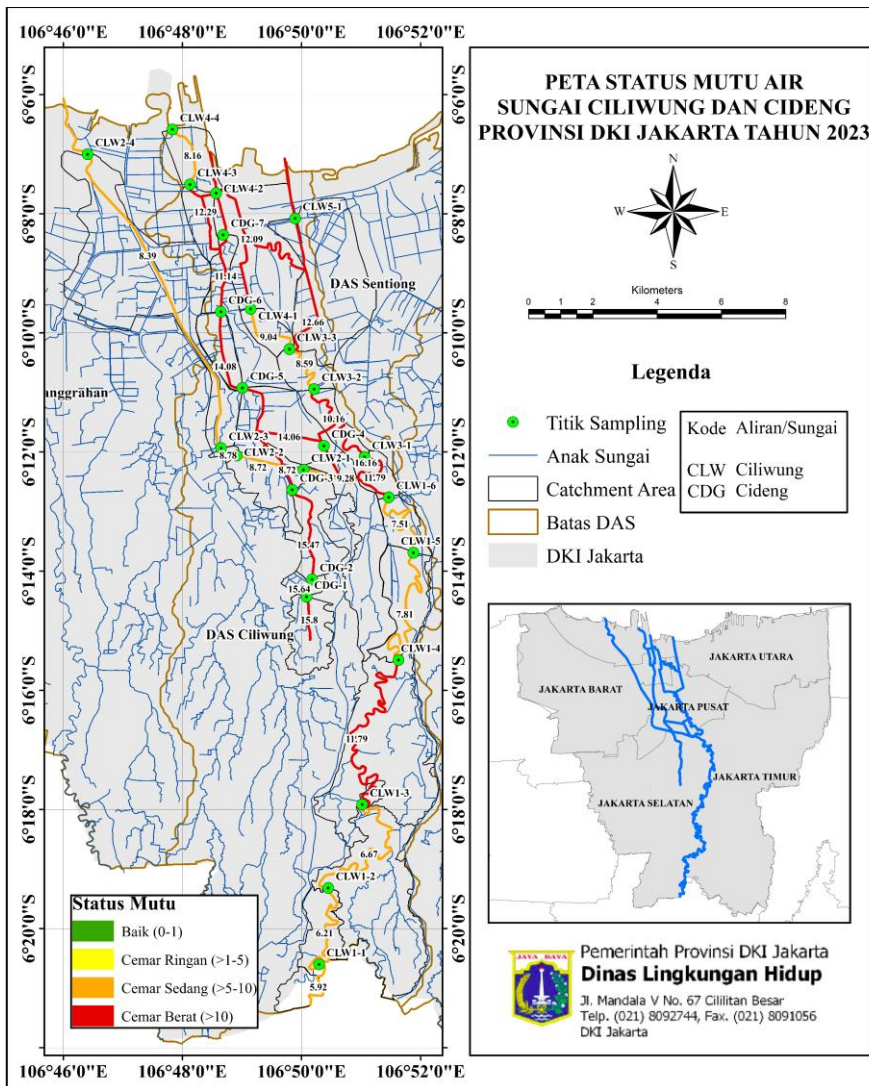 106°46'0"E 106°48'0"E 106°50'0"E 106°52'0"E
6°6'0"S
6°8'0"S
6°10'0"S
6°12'0"S
6°14'0"S
6°16'0"S
6°18'0"S
6°20'0"S
CLW4-4
CLW2-4
8.16
CLW4-3
CLW4-2
12.29
CLW5-1
CDG-7
12.09
8.39
11.14
DAS Sentiong
CDG-6
CLW4-1
12.66
9.04
CLW3-3
8.59
14.08
CDG-5
CLW3-2
anggrahan
10.16
14.06
CDG-4
CLW2-3
CLW3-1
8.78
CLW2-2
8.72
CLW2-1
16.16
8.72
9.28
11.79
CDG-3
CLW1-6
7.51
15.47
CLW1-5
CDG-2
CDG-1
15.64
15.8
7.81
DAS Ciliwung
CLW1-4
11.79
CLW1-3
6.67
CLW1-2
6.21
CLW1-1
5.92
Status Mutu
Baik (0-1)
Cemar Ringan (>1-5)
Cemar Sedang (>5-10)
Cemar Berat (>10)
106°46'0"E 106°48'0"E 106°50'0"E 106°52'0"E
PETA STATUS MUTU AIR
SUNGAI CILIWUNG DAN CIDENG
PROVINSI DKI JAKARTA TAHUN 2023
N
W E
S
Kilometers
0 2 4 6 8
Legenda
Titik Sampling
Anak Sungai
Catchment Area
Batas DAS
DKI Jakarta
Kode Aliran/Sungai
CLW Ciliwung
CDG Cideng
JAKARTA UTARA
JAKARTA BARAT
JAKARTA PUSAT
JAKARTA TIMUR
JAKARTA SELATAN
JAYA RAYA
Pemerintah Provinsi DKI Jakarta
Dinas Lingkungan Hidup
Jl. Mandala V No. 67 Cililitan Besar
Telp. (021) 8092744, Fax. (021) 8091056
DKI Jakarta